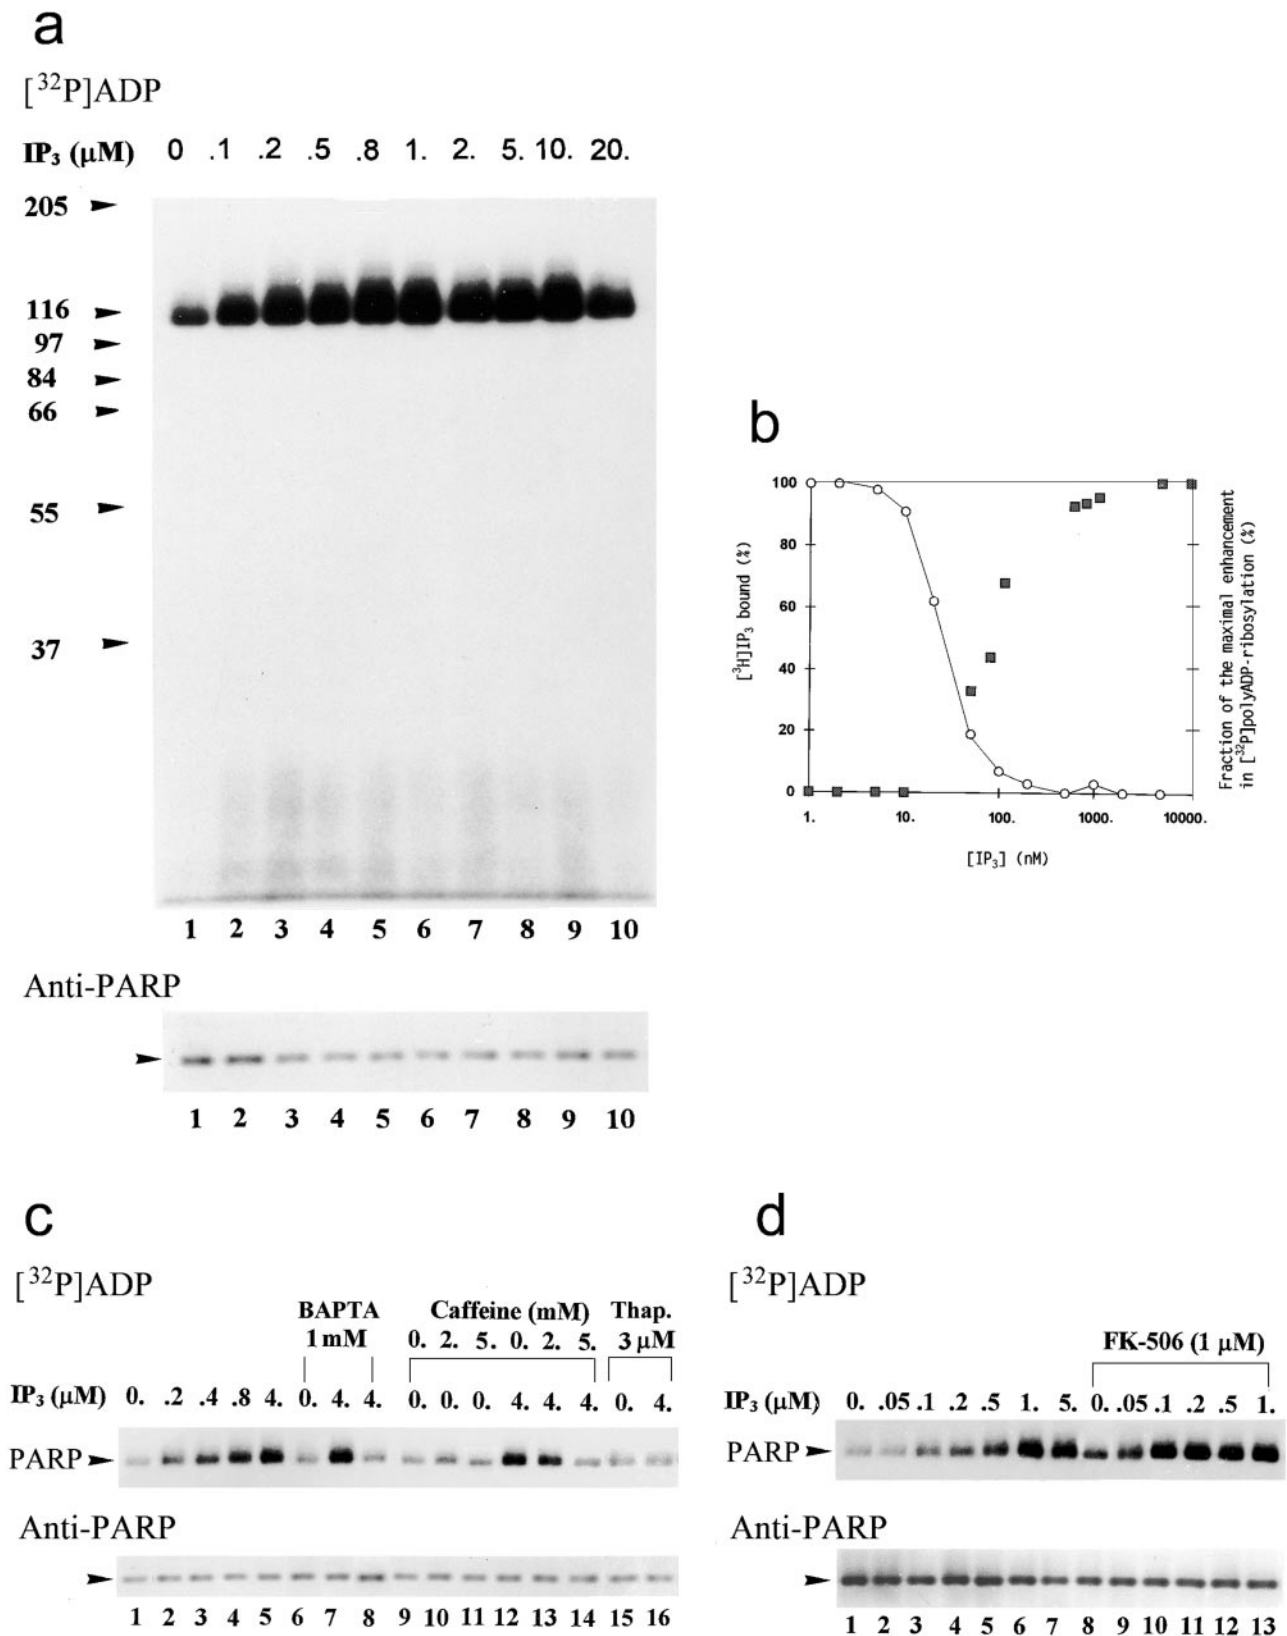 a
[³²P]ADP
IP₃ (μM) 0 .1 .2 .5 .8 1. 2. 5. 10. 20.
205
116
97
84
66
55
37
1 2 3 4 5 6 7 8 9 10
Anti-PARP
1 2 3 4 5 6 7 8 9 10
b
100
80
60
40
20
0
[³H]IP₃ bound (%)
Fraction of the maximal enhancement
in [³²P]polyADP-ribosylation (%)
1. 10. 100. 1000. 10000.
[IP₃] (nM)
c
[³²P]ADP
BAPTA Caffeine (mM) Thap.
1 mM 0. 2. 5. 0. 2. 5. 3 μM
IP₃ (μM) 0. .2 .4 .8 4. 0. 4. 4. 0. 0. 0. 4. 4. 4. 0. 4.
PARP
Anti-PARP
1 2 3 4 5 6 7 8 9 10 11 12 13 14 15 16
d
[³²P]ADP
FK-506 (1 μM)
IP₃ (μM) 0. .05 .1 .2 .5 1. 5. 0. .05 .1 .2 .5 1.
PARP
Anti-PARP
1 2 3 4 5 6 7 8 9 10 11 12 13